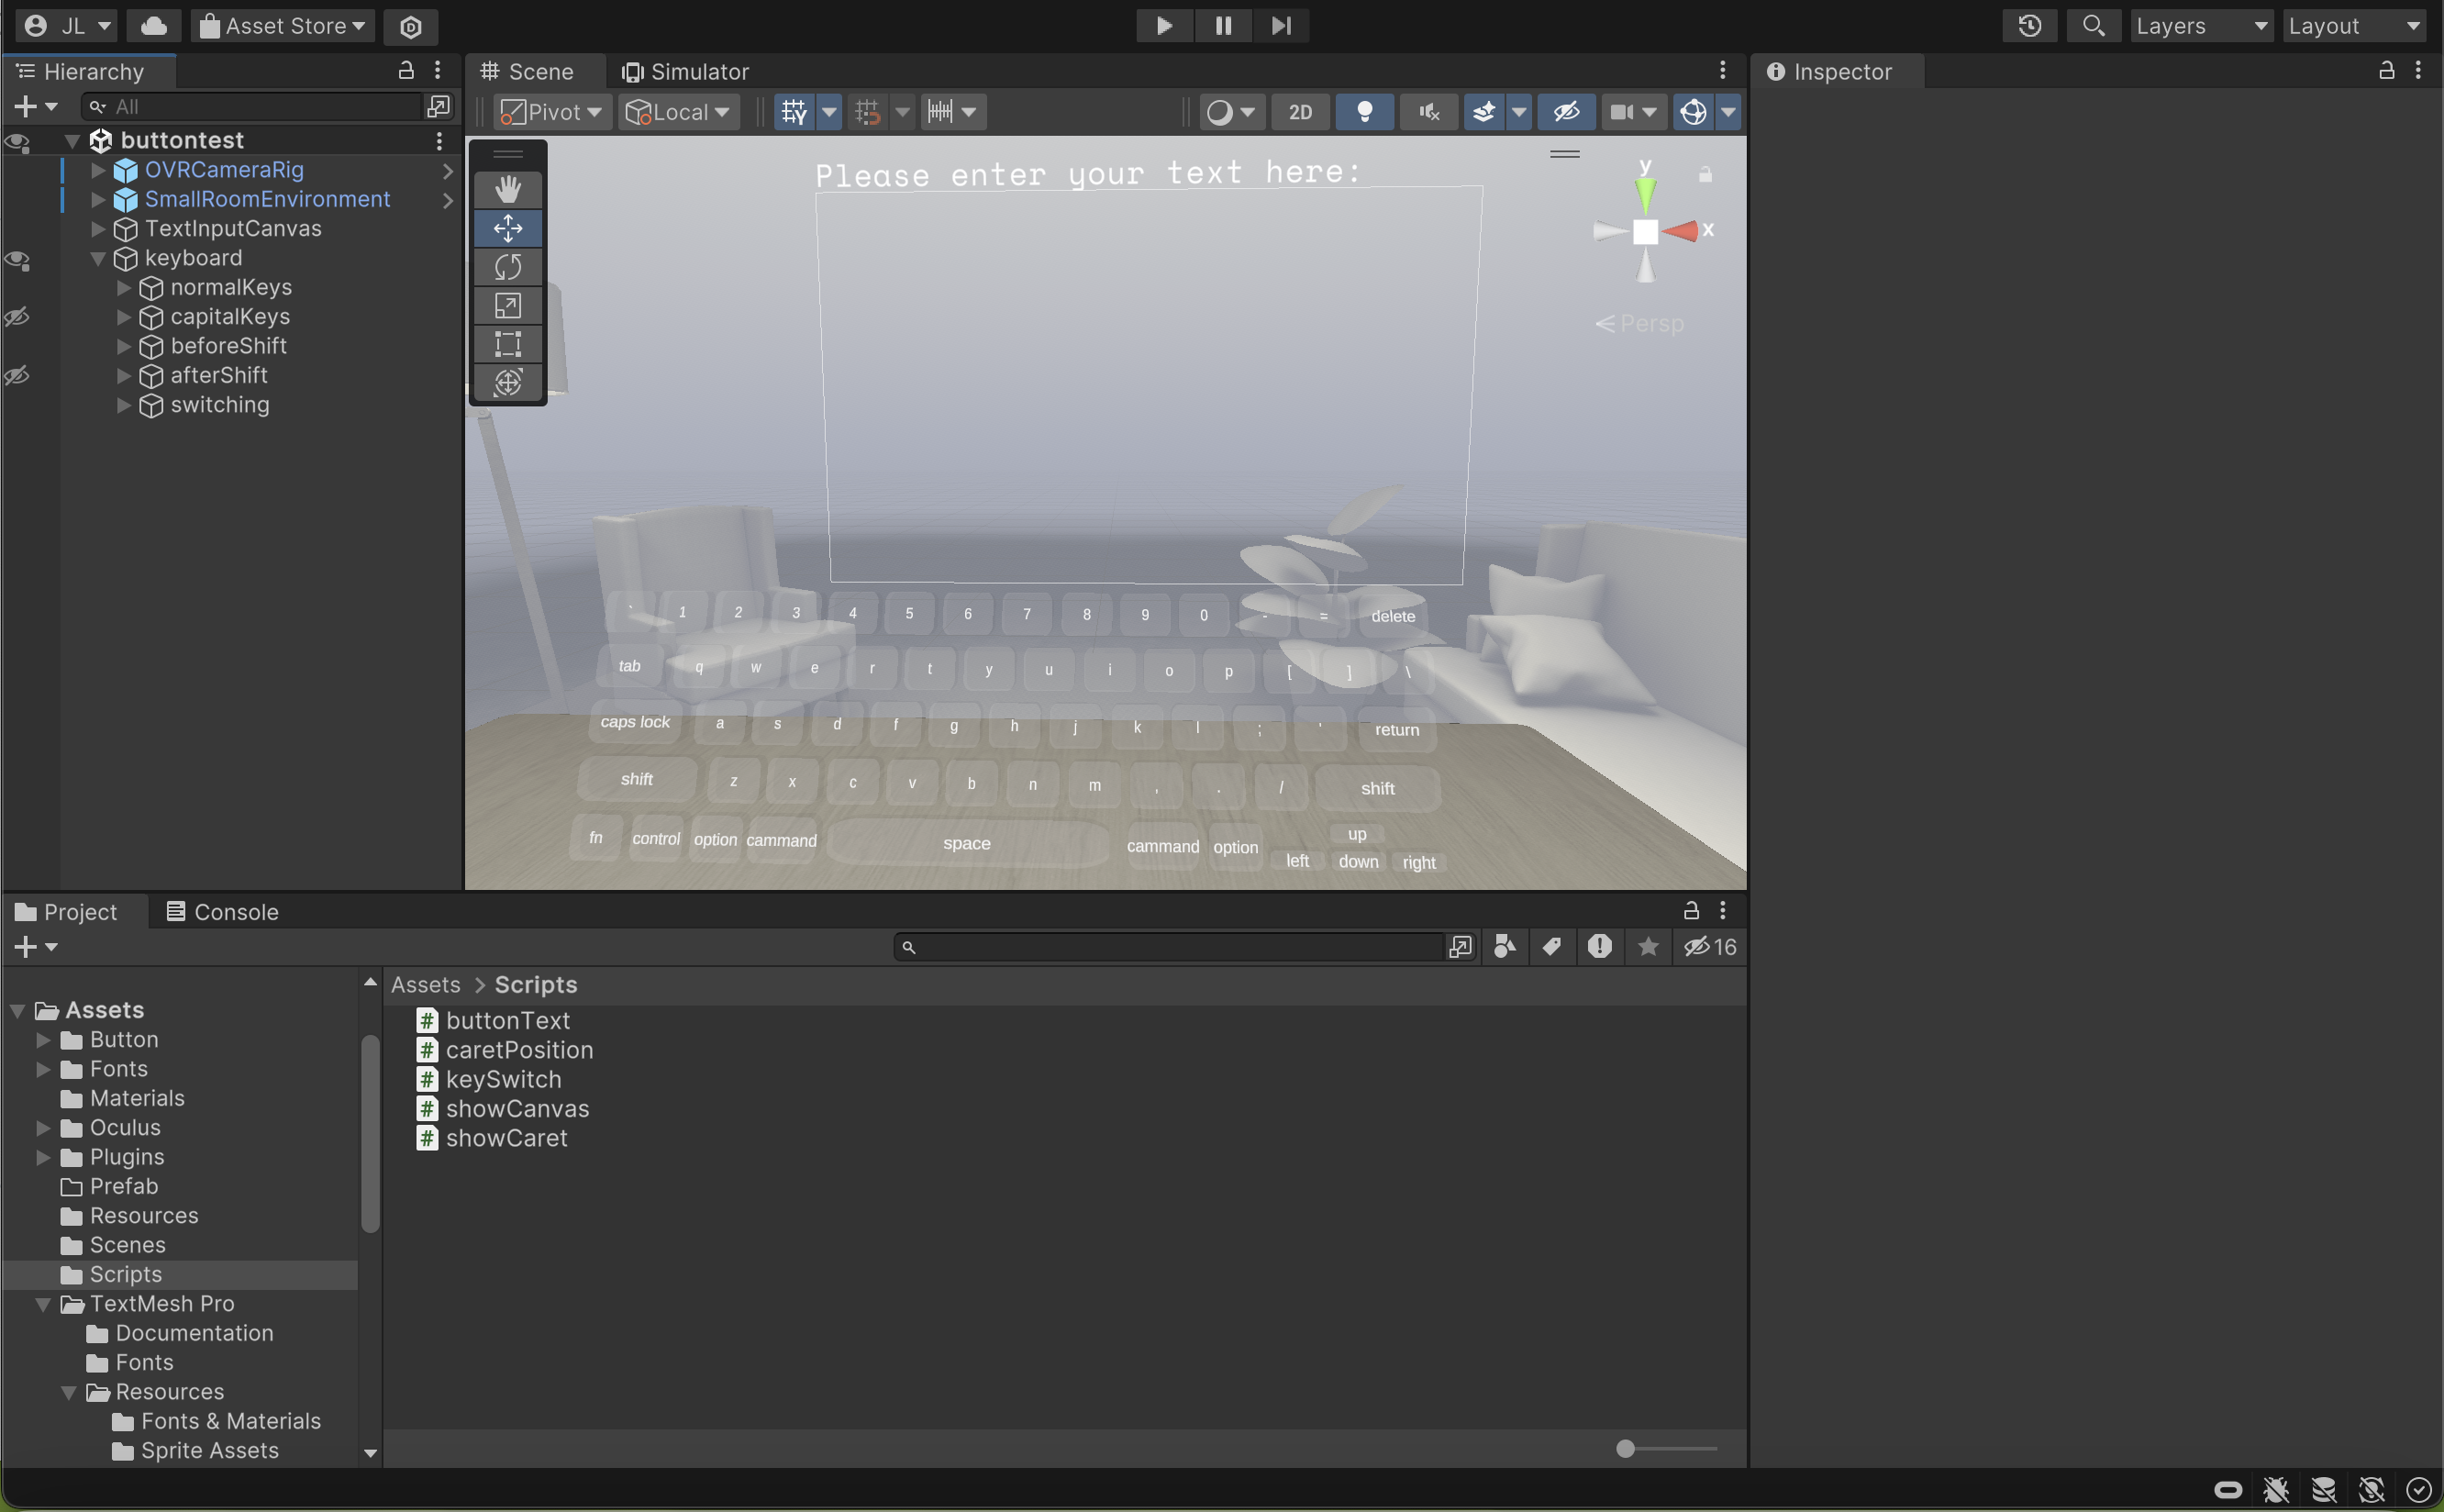 JL Asset Store Layers Layout
Hierarchy
All
buttontest
OVRCameraRig
SmallRoomEnvironment
TextInputCanvas
keyboard
normalKeys
capitalKeys
beforeShift
afterShift
switching
Scene Simulator
Pivot Local 2D
Please enter your text here:
y
x
Persp
` 1 2 3 4 5 6 7 8 9 0 - = delete
tab q w e r t y u i o p [ ] \
caps lock a s d f g h j k l ; ' return
shift z x c v b n m , . / shift
fn control option cammand space cammand option left up down right
Inspector
Project Console
16
Assets
Button
Fonts
Materials
Oculus
Plugins
Prefab
Resources
Scenes
Scripts
TextMesh Pro
Documentation
Fonts
Resources
Fonts & Materials
Sprite Assets
Assets > Scripts
buttonText
caretPosition
keySwitch
showCanvas
showCaret